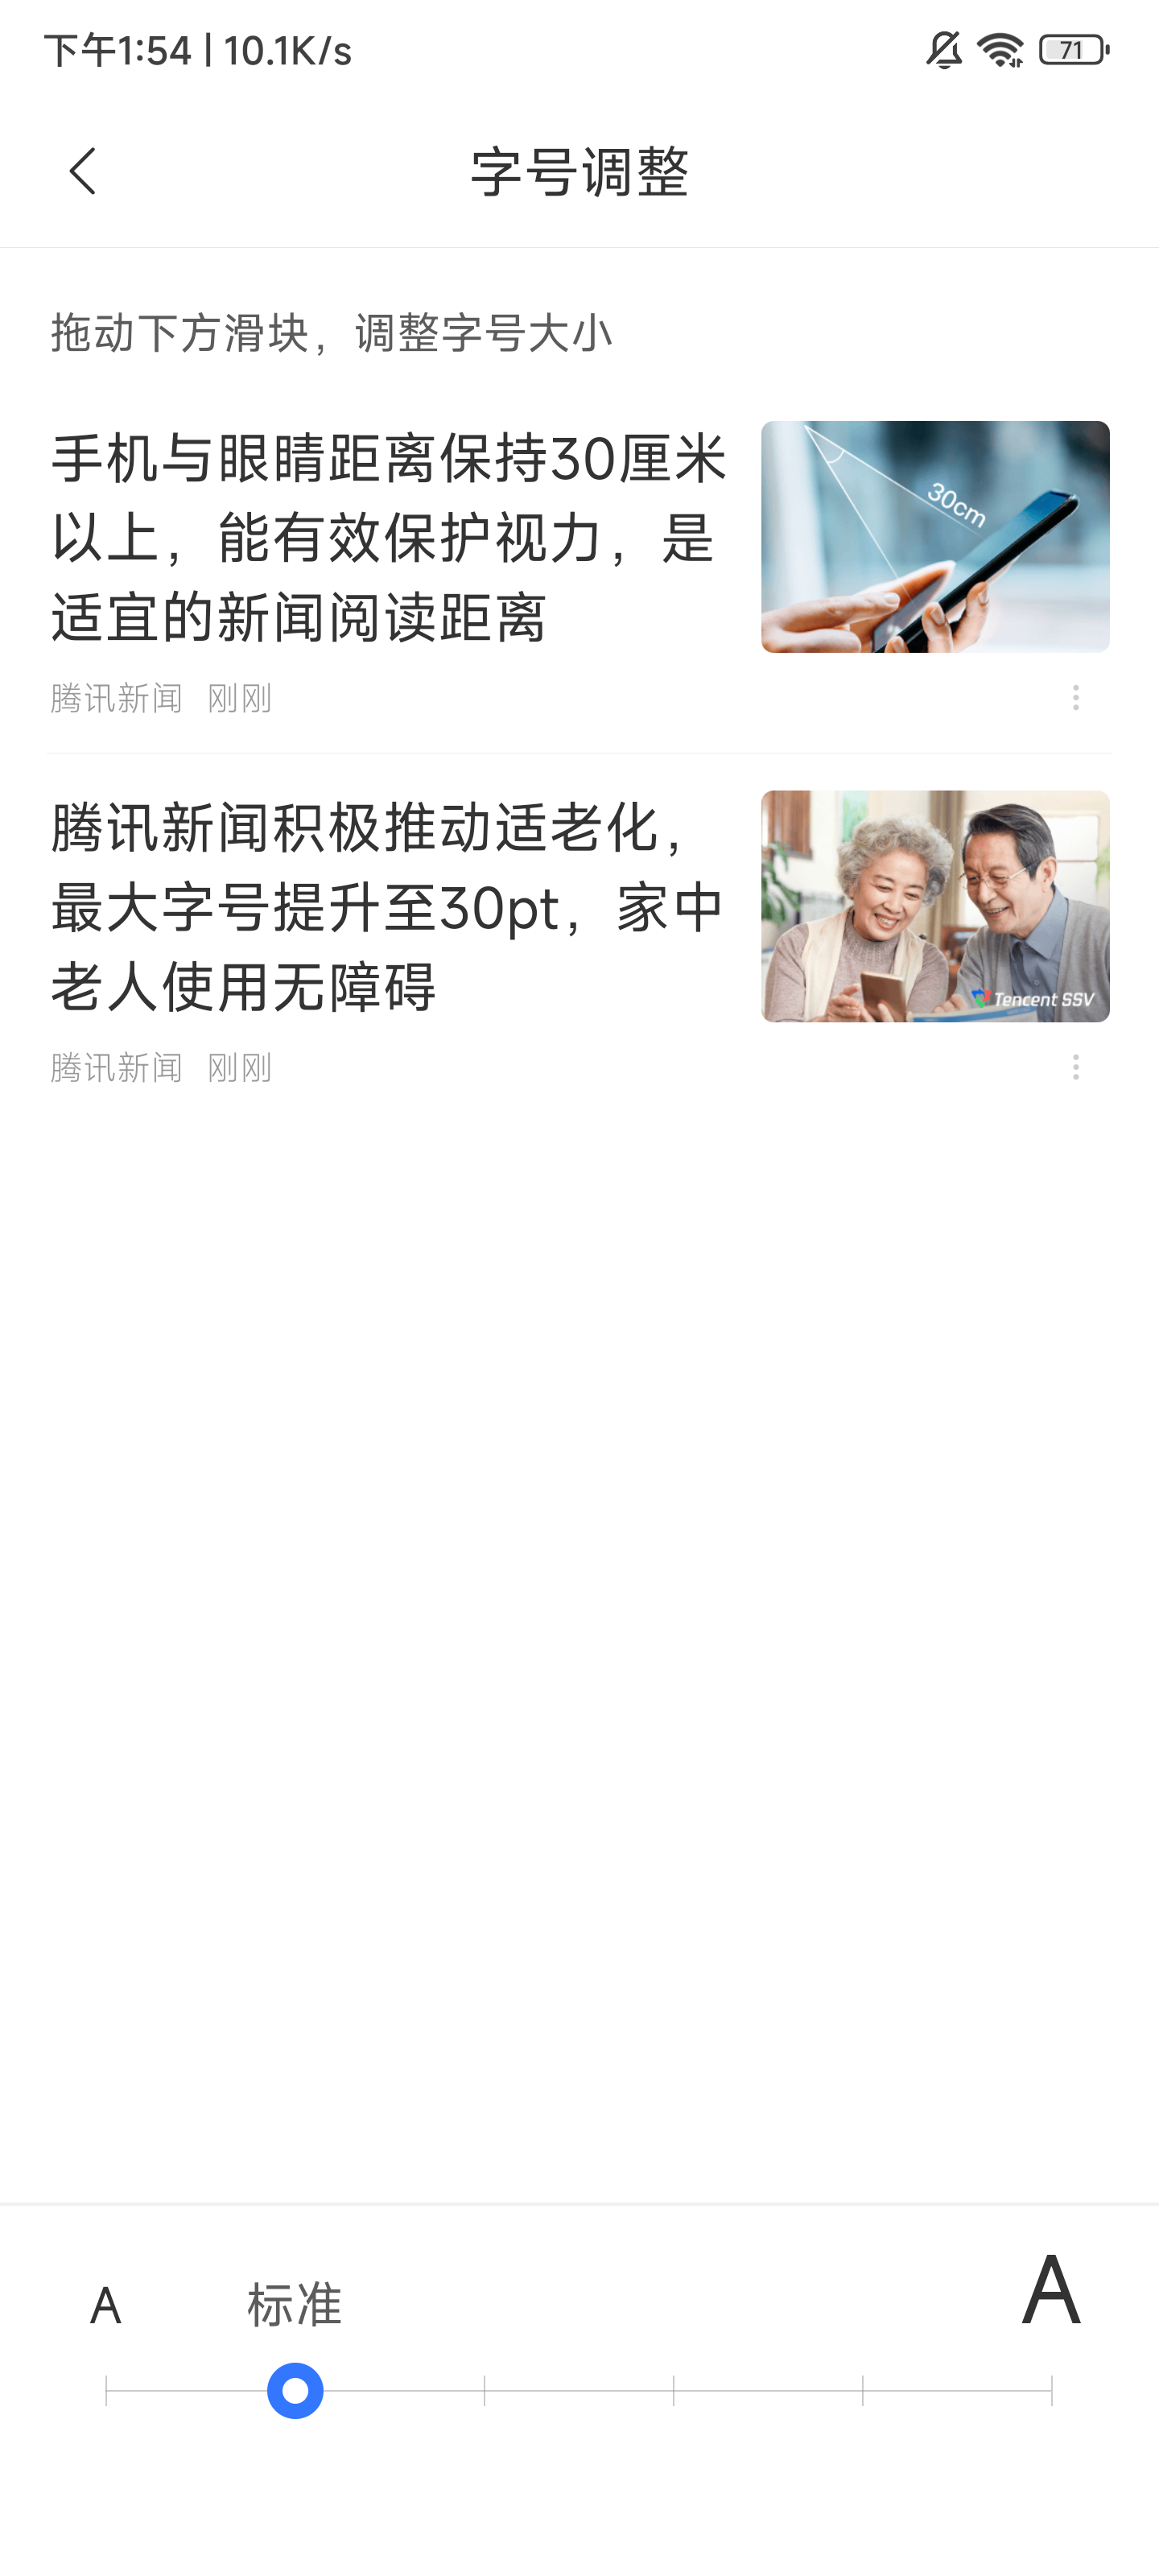 下午1:54 | 10.1K/s
71
字号调整
拖动下方滑块，调整字号大小
手机与眼睛距离保持30厘米
以上，能有效保护视力，是
适宜的新闻阅读距离
30cm
腾讯新闻 刚刚
腾讯新闻积极推动适老化，
最大字号提升至30pt，家中
老人使用无障碍
Tencent SSV
腾讯新闻 刚刚
A 标准 A